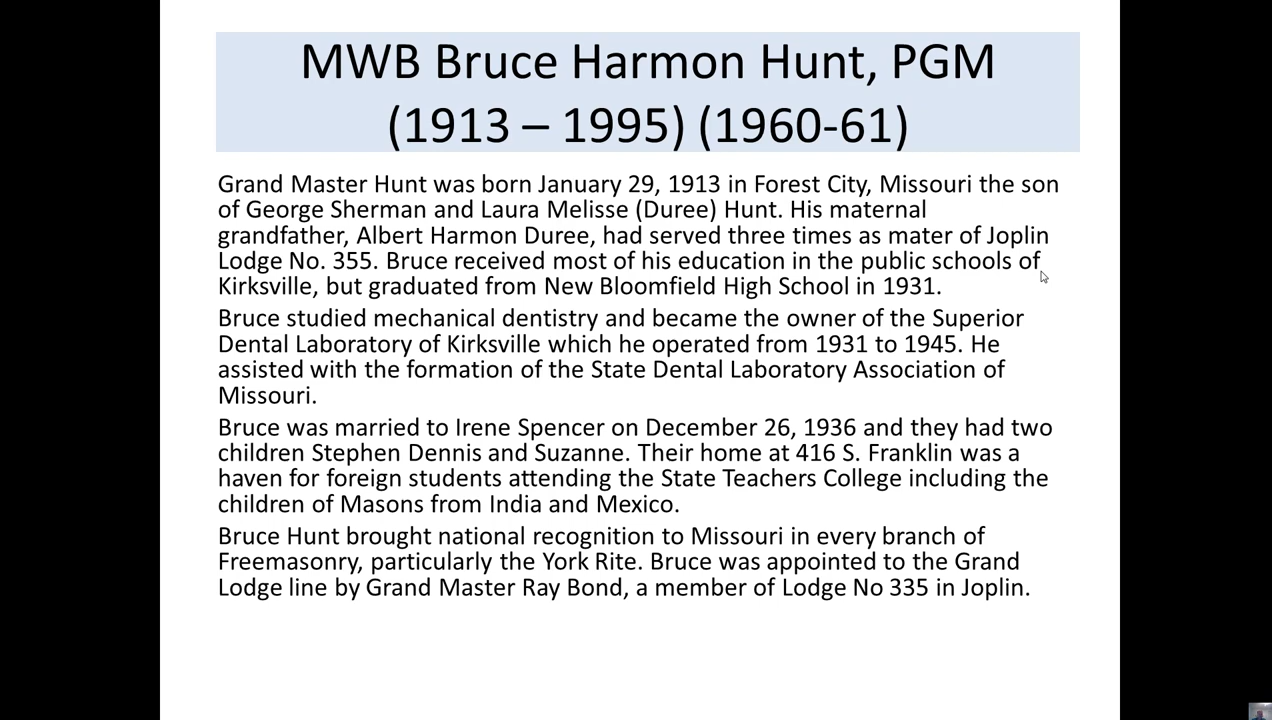 MWB Bruce Harmon Hunt, PGM
(1913 – 1995) (1960-61)
Grand Master Hunt was born January 29, 1913 in Forest City, Missouri the son
of George Sherman and Laura Melisse (Duree) Hunt. His maternal
grandfather, Albert Harmon Duree, had served three times as mater of Joplin
Lodge No. 355. Bruce received most of his education in the public schools of
Kirksville, but graduated from New Bloomfield High School in 1931.
Bruce studied mechanical dentistry and became the owner of the Superior
Dental Laboratory of Kirksville which he operated from 1931 to 1945. He
assisted with the formation of the State Dental Laboratory Association of
Missouri.
Bruce was married to Irene Spencer on December 26, 1936 and they had two
children Stephen Dennis and Suzanne. Their home at 416 S. Franklin was a
haven for foreign students attending the State Teachers College including the
children of Masons from India and Mexico.
Bruce Hunt brought national recognition to Missouri in every branch of
Freemasonry, particularly the York Rite. Bruce was appointed to the Grand
Lodge line by Grand Master Ray Bond, a member of Lodge No 335 in Joplin.